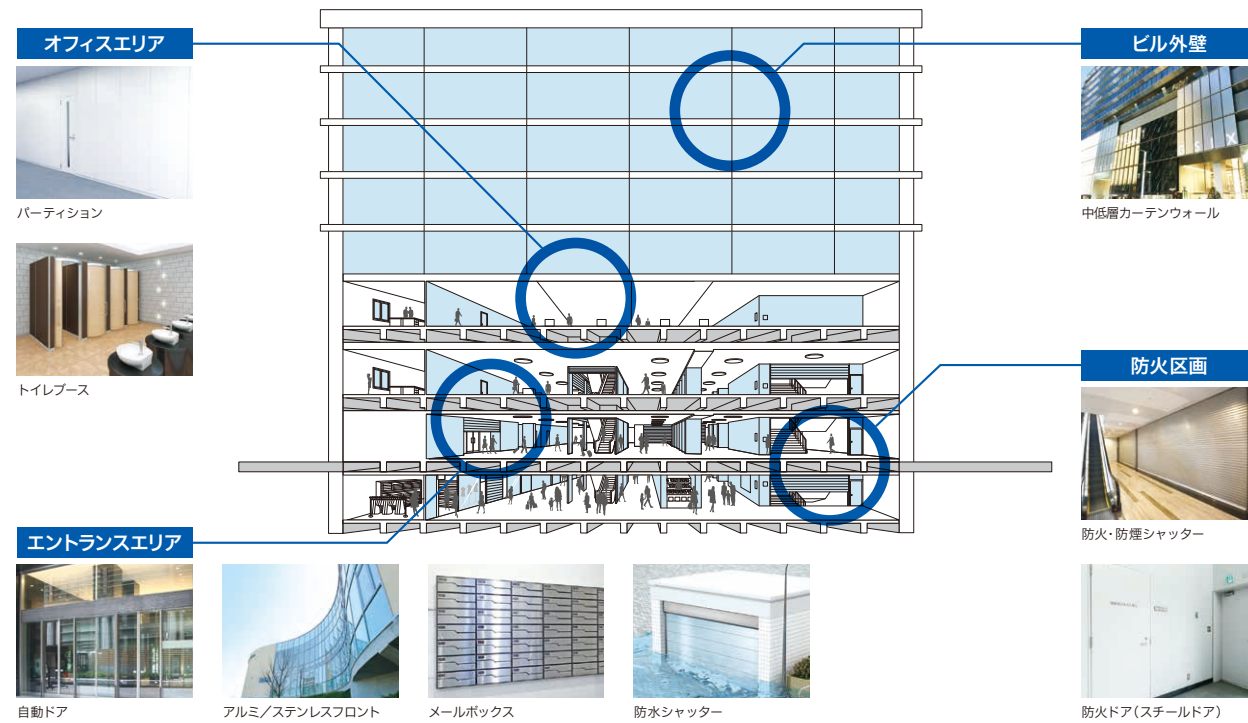 オフィスエリア
パーティション
トイレブース
ビル外壁
SIX
中低層カーテンウォール
防火区画
防火・防煙シャッター
防火ドア（スチールドア）
エントランスエリア
自動ドア
アルミ／ステンレスフロント
メールボックス
防水シャッター